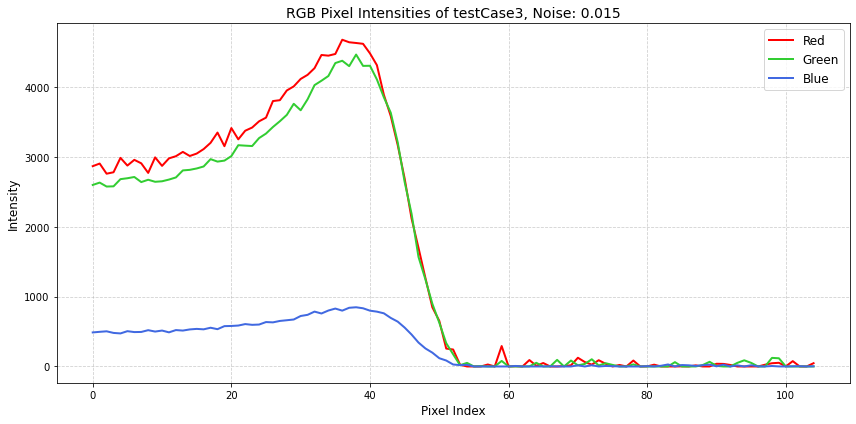 RGB Pixel Intensities of testCase3, Noise: 0.015
Red
Green
Blue
Intensity
4000
3000
2000
1000
0
0
20
40
60
80
100
Pixel Index